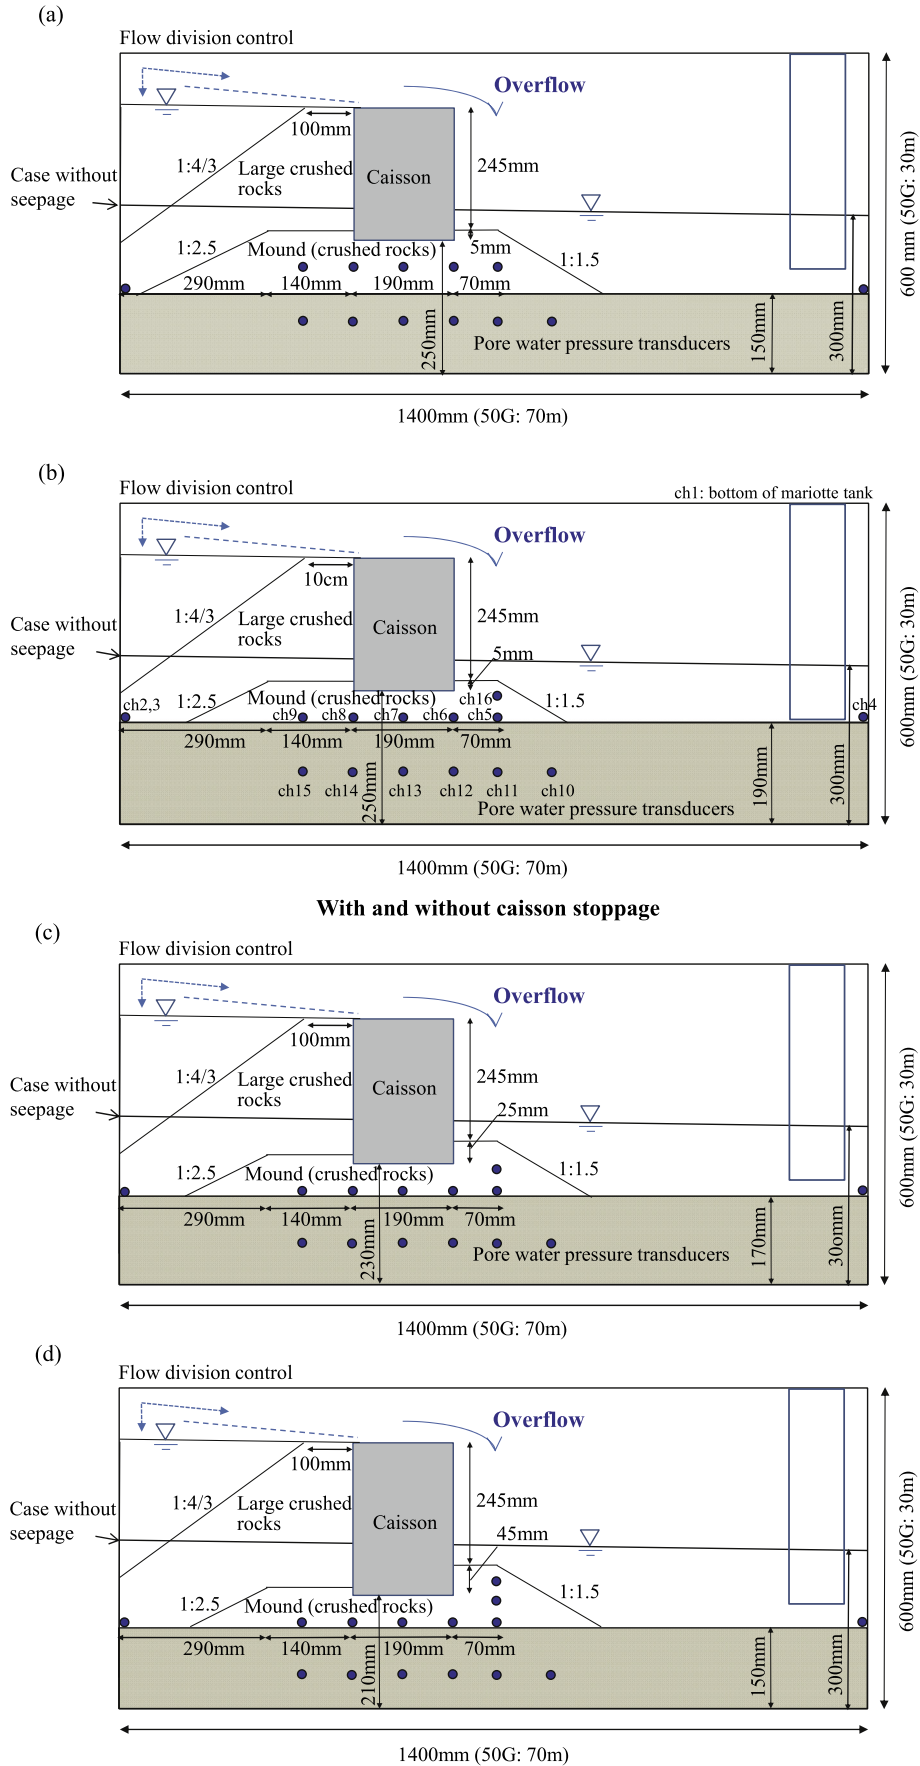 (a)
Flow division control
Overflow
100mm
1:4/3
Large crushed
rocks
Caisson
245mm
Case without
seepage
1:2.5
Mound (crushed rocks)
5mm
1:1.5
290mm
140mm
190mm
70mm
250mm
Pore water pressure transducers
150mm
300mm
600 mm (50G: 30m)
1400mm (50G: 70m)
(b)
Flow division control
ch1: bottom of mariotte tank
Overflow
10cm
1:4/3
Large crushed
rocks
Caisson
245mm
Case without
seepage
5mm
ch2,3
1:2.5
Mound (crushed rocks)
ch16
1:1.5
ch4
ch9
ch8
ch7
ch6
ch5
290mm
140mm
190mm
70mm
ch15
ch14
250mm
ch13
ch12
ch11
ch10
Pore water pressure transducers
190mm
300mm
600mm (50G: 30m)
1400mm (50G: 70m)
With and without caisson stoppage
(c)
Flow division control
Overflow
100mm
1:4/3
Large crushed
rocks
Caisson
245mm
Case without
seepage
25mm
1:2.5
Mound (crushed rocks)
1:1.5
290mm
140mm
190mm
70mm
230mm
Pore water pressure transducers
170mm
30omm
600mm (50G: 30m)
1400mm (50G: 70m)
(d)
Flow division control
Overflow
100mm
1:4/3
Large crushed
rocks
Caisson
245mm
Case without
seepage
45mm
1:2.5
Mound (crushed rocks)
1:1.5
290mm
140mm
190mm
70mm
210mm
150mm
300mm
600mm (50G: 30m)
1400mm (50G: 70m)